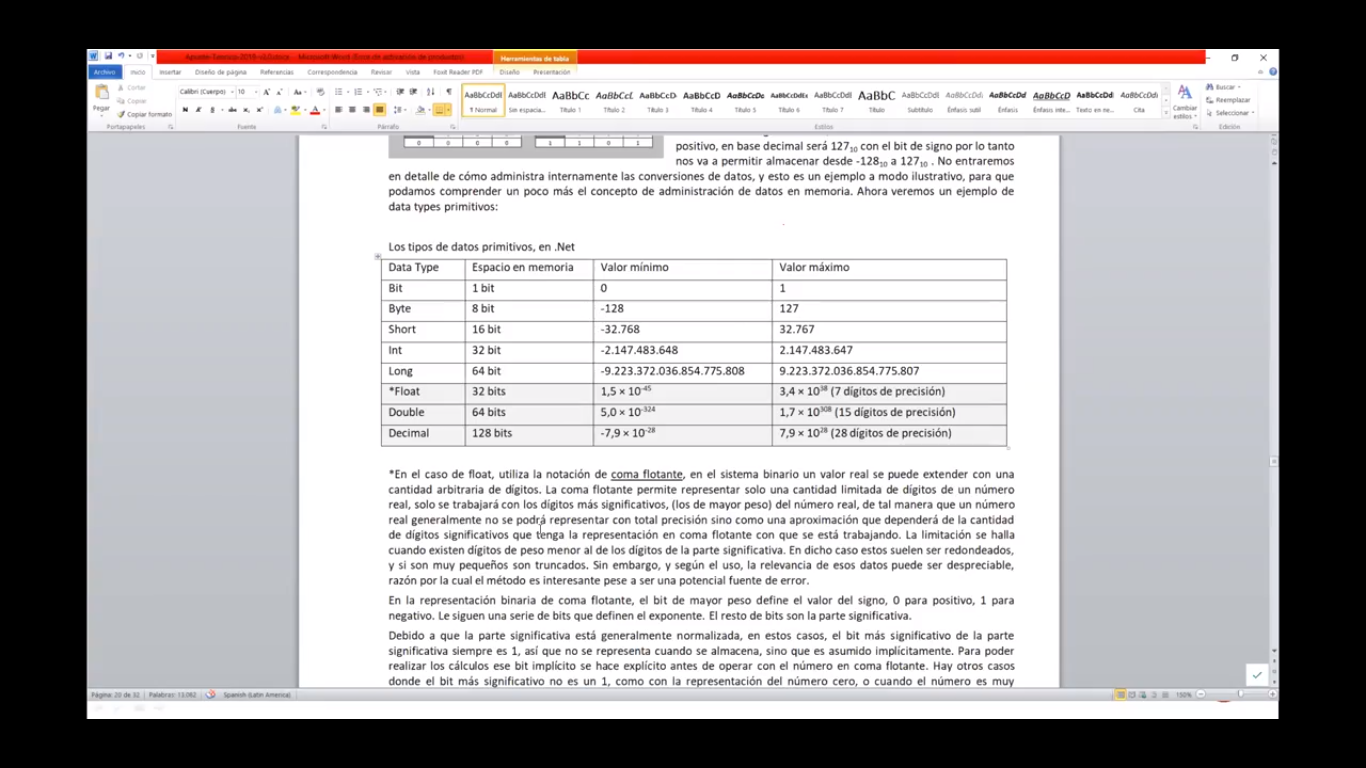 Apuntes Microsoft Word (Error de activación de productos)
Herramientas de tabla
Archivo Inicio Insertar Diseño de página Referencias Correspondencia Revisar Vista Foxit Reader PDF Diseño Presentación
Pegar
Cortar
Copiar
Copiar formato
Portapapeles
Calibri (Cuerpo) 10
Fuente
Párrafo
AaBbCcDdI AaBbCcDdI AaBbCc AaBbCcL AaBbCcD AaBbCcD AaBbCcD AaBbCcDc AaBbCcDdEe AaBbCcDdI AaBbC AaBbCcDdI AaBbCcDdI AaBbCcDd AaBbCcD AaBbCcDdI AaBbCcDdi
¶ Normal Sin espacia... Título 1 Título 2 Título 3 Título 4 Título 5 Título 6 Título 7 Título Subtítulo Énfasis sutil Énfasis Énfasis inte... Texto en ne... Cita
Estilos
Cambiar estilos
Buscar
Reemplazar
Seleccionar
Edición
0 0 0 0 1 1 0 1
positivo, en base decimal será 127₁₀ con el bit de signo por lo tanto
nos va a permitir almacenar desde -128₁₀ a 127₁₀ . No entraremos
en detalle de cómo administra internamente las conversiones de datos, y esto es un ejemplo a modo ilustrativo, para que
podamos comprender un poco más el concepto de administración de datos en memoria. Ahora veremos un ejemplo de
data types primitivos:
Los tipos de datos primitivos, en .Net
Data Type Espacio en memoria Valor mínimo Valor máximo
Bit 1 bit 0 1
Byte 8 bit -128 127
Short 16 bit -32.768 32.767
Int 32 bit -2.147.483.648 2.147.483.647
Long 64 bit -9.223.372.036.854.775.808 9.223.372.036.854.775.807
*Float 32 bits 1,5 × 10⁻⁴⁵ 3,4 × 10³⁸ (7 dígitos de precisión)
Double 64 bits 5,0 × 10⁻³²⁴ 1,7 × 10³⁰⁸ (15 dígitos de precisión)
Decimal 128 bits -7,9 × 10⁻²⁸ 7,9 × 10²⁸ (28 dígitos de precisión)
*En el caso de float, utiliza la notación de coma flotante, en el sistema binario un valor real se puede extender con una
cantidad arbitraria de dígitos. La coma flotante permite representar solo una cantidad limitada de dígitos de un número
real, solo se trabajará con los dígitos más significativos, (los de mayor peso) del número real, de tal manera que un número
real generalmente no se podrá representar con total precisión sino como una aproximación que dependerá de la cantidad
de dígitos significativos que tenga la representación en coma flotante con que se está trabajando. La limitación se halla
cuando existen dígitos de peso menor al de los dígitos de la parte significativa. En dicho caso estos suelen ser redondeados,
y si son muy pequeños son truncados. Sin embargo, y según el uso, la relevancia de esos datos puede ser despreciable,
razón por la cual el método es interesante pese a ser una potencial fuente de error.
En la representación binaria de coma flotante, el bit de mayor peso define el valor del signo, 0 para positivo, 1 para
negativo. Le siguen una serie de bits que definen el exponente. El resto de bits son la parte significativa.
Debido a que la parte significativa está generalmente normalizada, en estos casos, el bit más significativo de la parte
significativa siempre es 1, así que no se representa cuando se almacena, sino que es asumido implícitamente. Para poder
realizar los cálculos ese bit implícito se hace explícito antes de operar con el número en coma flotante. Hay otros casos
donde el bit más significativo no es un 1, como con la representación del número cero, o cuando el número es muy
Página: 20 de 32 Palabras: 13.062 Spanish (Latin America) 150%